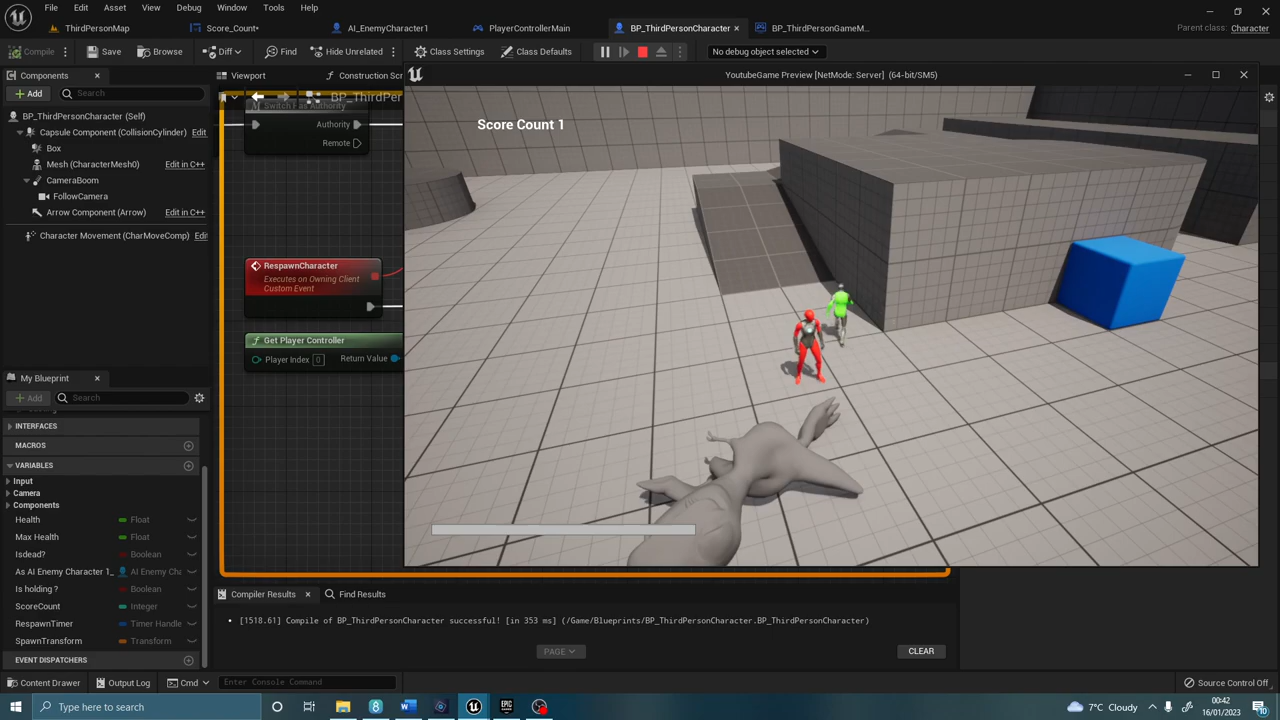 File Edit Asset View Debug Window Tools Help
ThirdPersonMap
Score_Count*
AI_EnemyCharacter1
PlayerControllerMain
BP_ThirdPersonCharacter
BP_ThirdPersonGameM...
Parent class: Character
Compile
Save
Browse
Diff
Find
Hide Unrelated
Class Settings
Class Defaults
No debug object selected
Components
Add
Search
BP_ThirdPersonCharacter (Self)
Capsule Component (CollisionCylinder) Edit
Box
Mesh (CharacterMesh0) Edit in C++
CameraBoom
FollowCamera
Arrow Component (Arrow) Edit in C++
Character Movement (CharMoveComp) Edit
My Blueprint
Add
Search
INTERFACES
MACROS
VARIABLES
Input
Camera
Components
Health Float
Max Health Float
Isdead? Boolean
As AI Enemy Character 1_ AI Enemy Cha
Is holding ? Boolean
ScoreCount Integer
RespawnTimer Timer Handle
SpawnTransform Transform
EVENT DISPATCHERS
Viewport
Construction Scr
BP_ThirdPer
Switch Has Authority
Authority
Remote
RespawnCharacter
Executes on Owning Client
Custom Event
Get Player Controller
Player Index 0 Return Value
YoutubeGame Preview [NetMode: Server] (64-bit/SM5)
Score Count 1
Compiler Results
Find Results
[1518.61] Compile of BP_ThirdPersonCharacter successful! [in 353 ms] (/Game/Blueprints/BP_ThirdPersonCharacter.BP_ThirdPersonCharacter)
PAGE
CLEAR
Content Drawer
Output Log
Cmd
Enter Console Command
Source Control Off
Type here to search
7°C Cloudy
00:42
16/01/2023